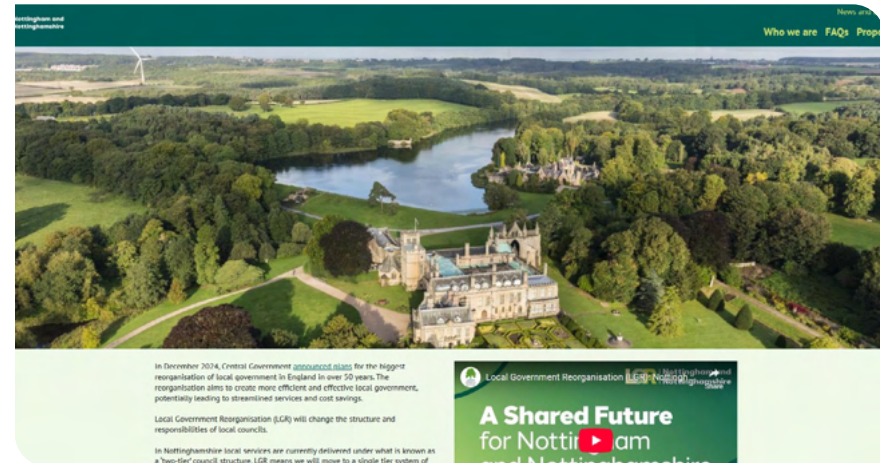 Nottingham and
Nottinghamshire
News and
Who we are FAQs Propo
In December 2024, Central Government announced plans for the biggest
reorganisation of local government in England in over 50 years. The
reorganisation aims to create more efficient and effective local government,
potentially leading to streamlined services and cost savings.
Local Government Reorganisation (LGR) will change the structure and
responsibilities of local councils.
In Nottinghamshire local services are currently delivered under what is known as
a 'two-tier' council structure. LGR means we will move to a single tier system of
Local Government Reorganisation (LGR): Nottingh
LGR Nottingham and
Nottinghamshire
Share
A Shared Future
for Notti am
and Nottinghamshire